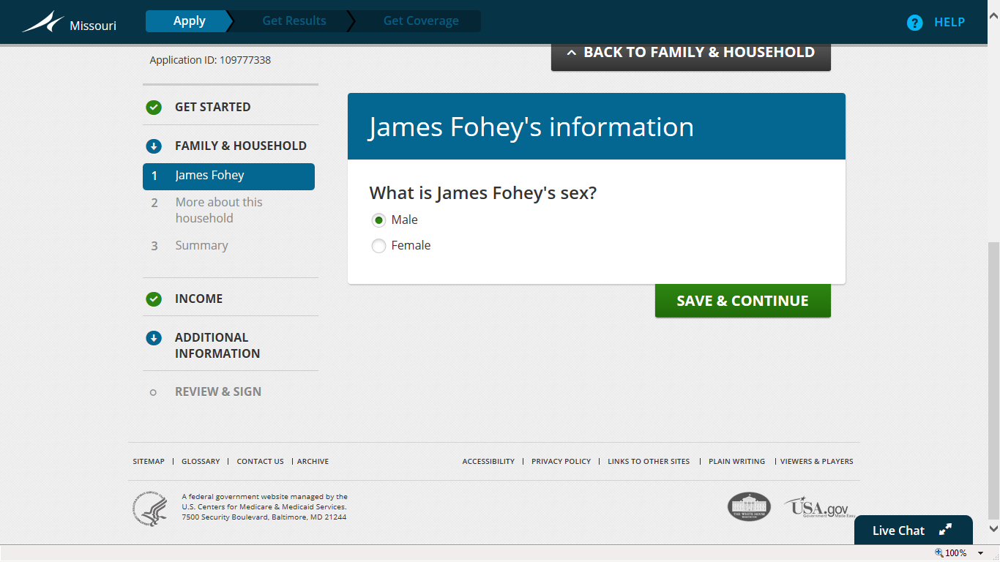 Missouri
Apply
Get Results
Get Coverage
? HELP
Application ID: 109777338
BACK TO FAMILY & HOUSEHOLD
GET STARTED
FAMILY & HOUSEHOLD
1 James Fohey
2 More about this
household
3 Summary
INCOME
ADDITIONAL
INFORMATION
REVIEW & SIGN
James Fohey's information
What is James Fohey's sex?
Male
Female
SAVE & CONTINUE
SITEMAP | GLOSSARY | CONTACT US | ARCHIVE
ACCESSIBILITY | PRIVACY POLICY | LINKS TO OTHER SITES | PLAIN WRITING | VIEWERS & PLAYERS
A federal government website managed by the
U.S. Centers for Medicare & Medicaid Services.
7500 Security Boulevard, Baltimore, MD 21244
THE WHITE HOUSE
USA.gov
Government Made Easy
Live Chat
100%